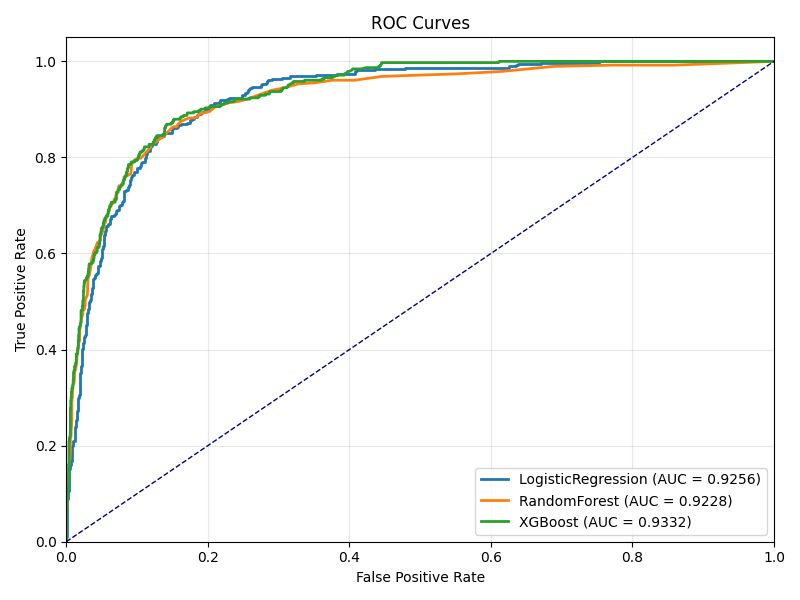 ROC Curves
True Positive Rate
1.0
0.8
0.6
0.4
0.2
0.0
LogisticRegression (AUC = 0.9256)
RandomForest (AUC = 0.9228)
XGBoost (AUC = 0.9332)
0.0 0.2 0.4 0.6 0.8 1.0
False Positive Rate